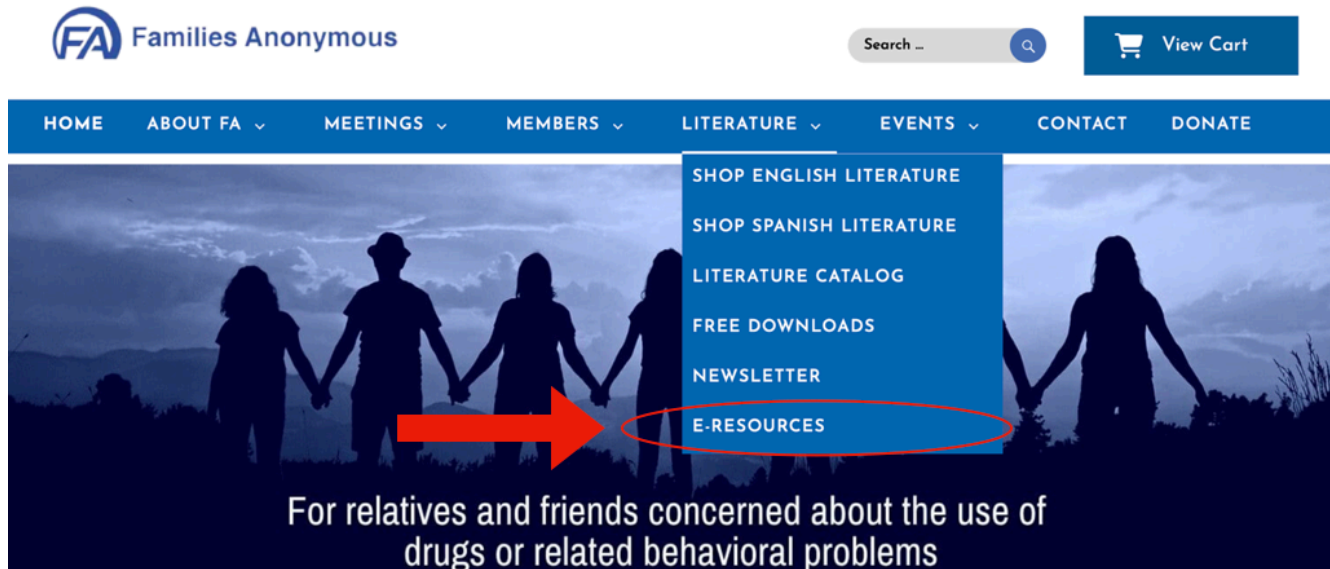 FA Families Anonymous
Search ...
View Cart
HOME ABOUT FA MEETINGS MEMBERS LITERATURE EVENTS CONTACT DONATE
SHOP ENGLISH LITERATURE
SHOP SPANISH LITERATURE
LITERATURE CATALOG
FREE DOWNLOADS
NEWSLETTER
E-RESOURCES
For relatives and friends concerned about the use of
drugs or related behavioral problems